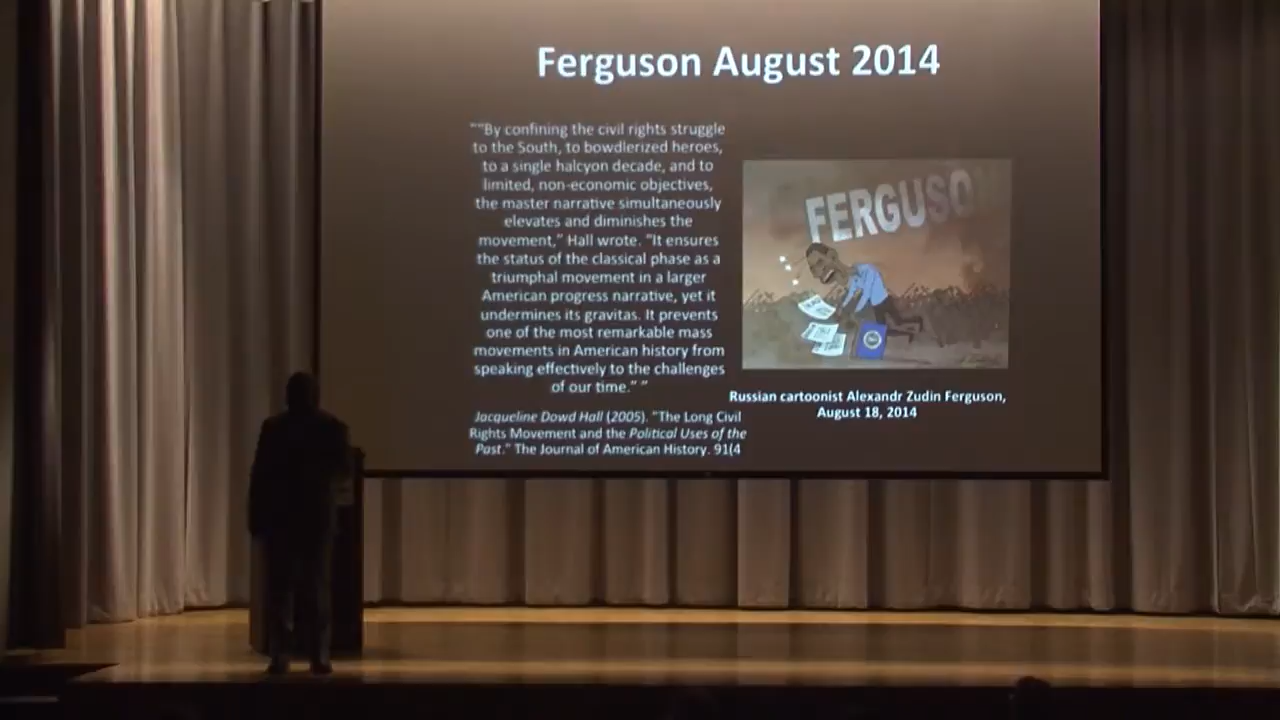 Ferguson August 2014
""By confining the civil rights struggle
to the South, to bowdlerized heroes,
to a single halcyon decade, and to
limited, non-economic objectives,
the master narrative simultaneously
elevates and diminishes the
movement," Hall wrote. "It ensures
the status of the classical phase as a
triumphal movement in a larger
American progress narrative, yet it
undermines its gravitas. It prevents
one of the most remarkable mass
movements in American history from
speaking effectively to the challenges
of our time." "
Jacqueline Dowd Hall (2005). "The Long Civil
Rights Movement and the Political Uses of the
Past." The Journal of American History. 91(4
FERGUSO
Russian cartoonist Alexandr Zudin Ferguson,
August 18, 2014